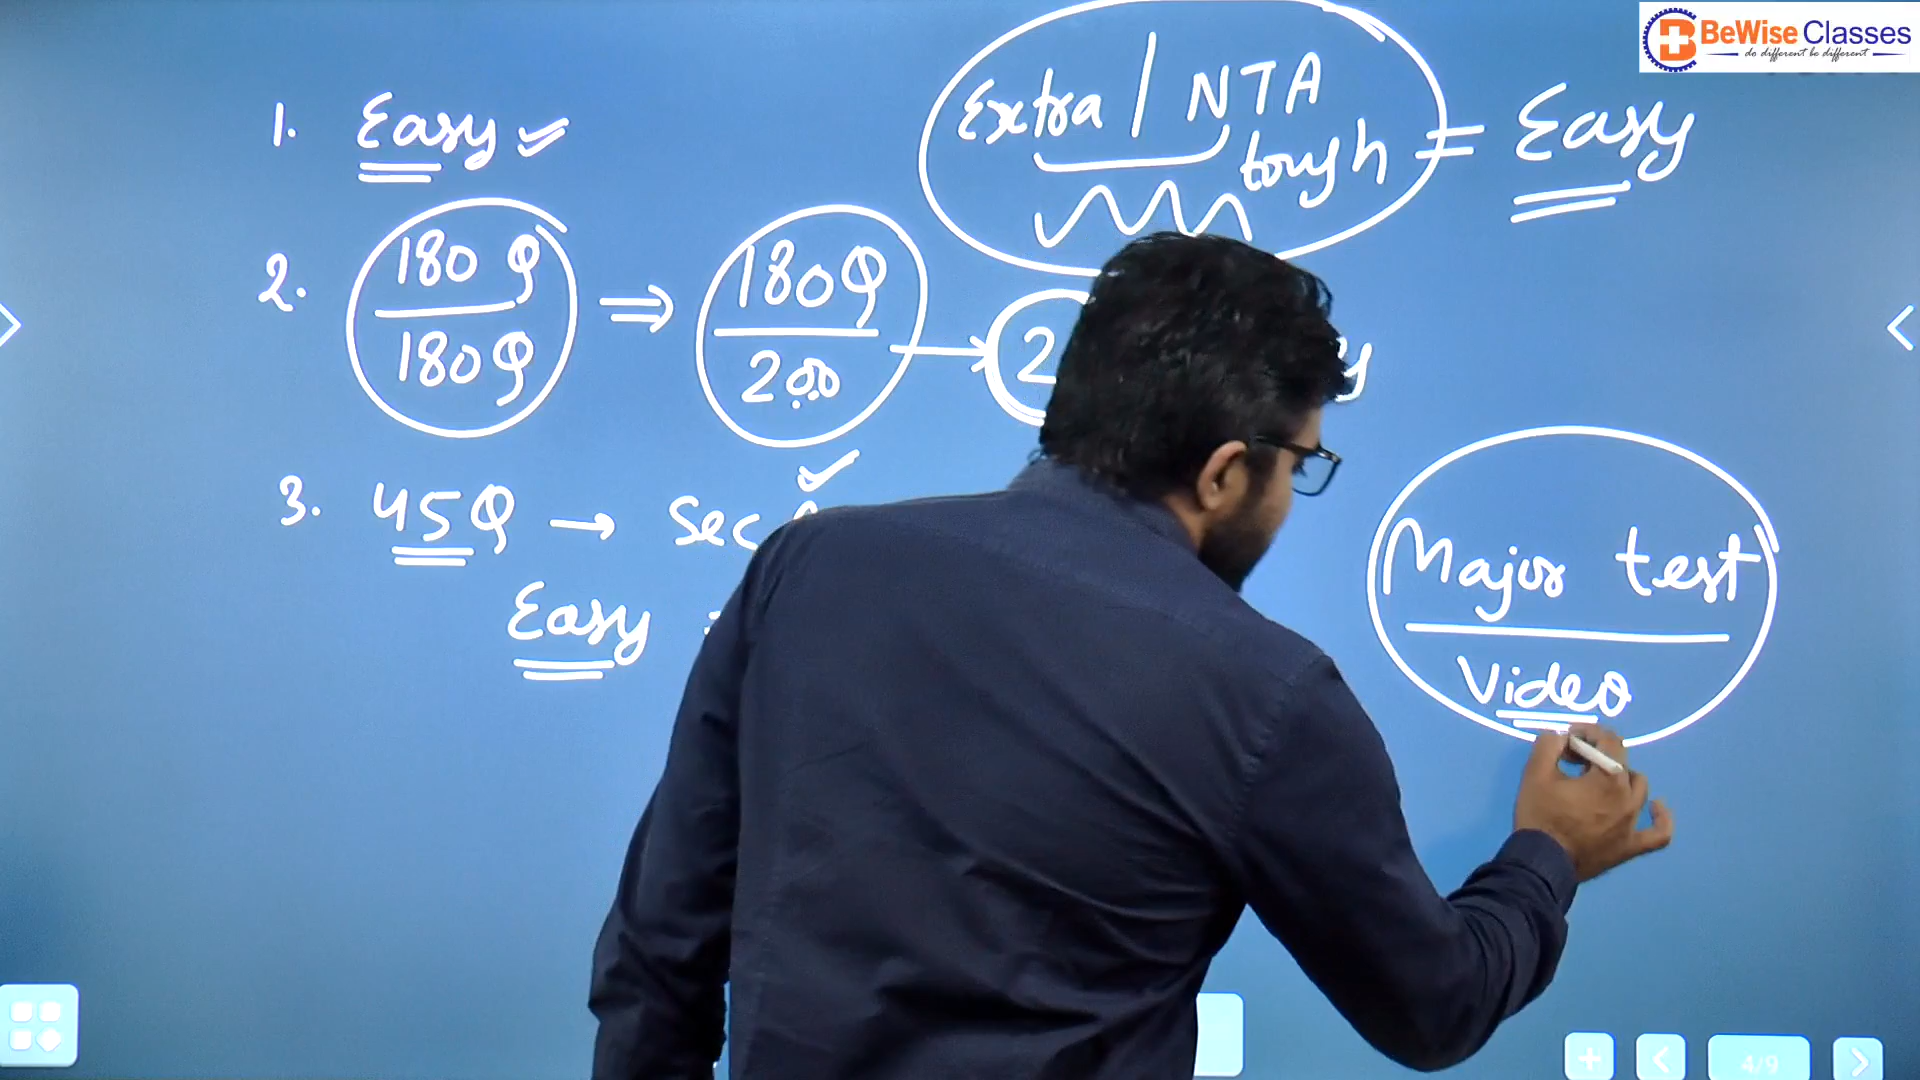 BeWise Classes
do different be different
1. Easy ✓
Extra / NTA tough = Easy
2. 180 Q / 180 Q ⇒ 180 Q / 200 →
3. 45 Q → Sec
Easy
Major test
Video
4/9